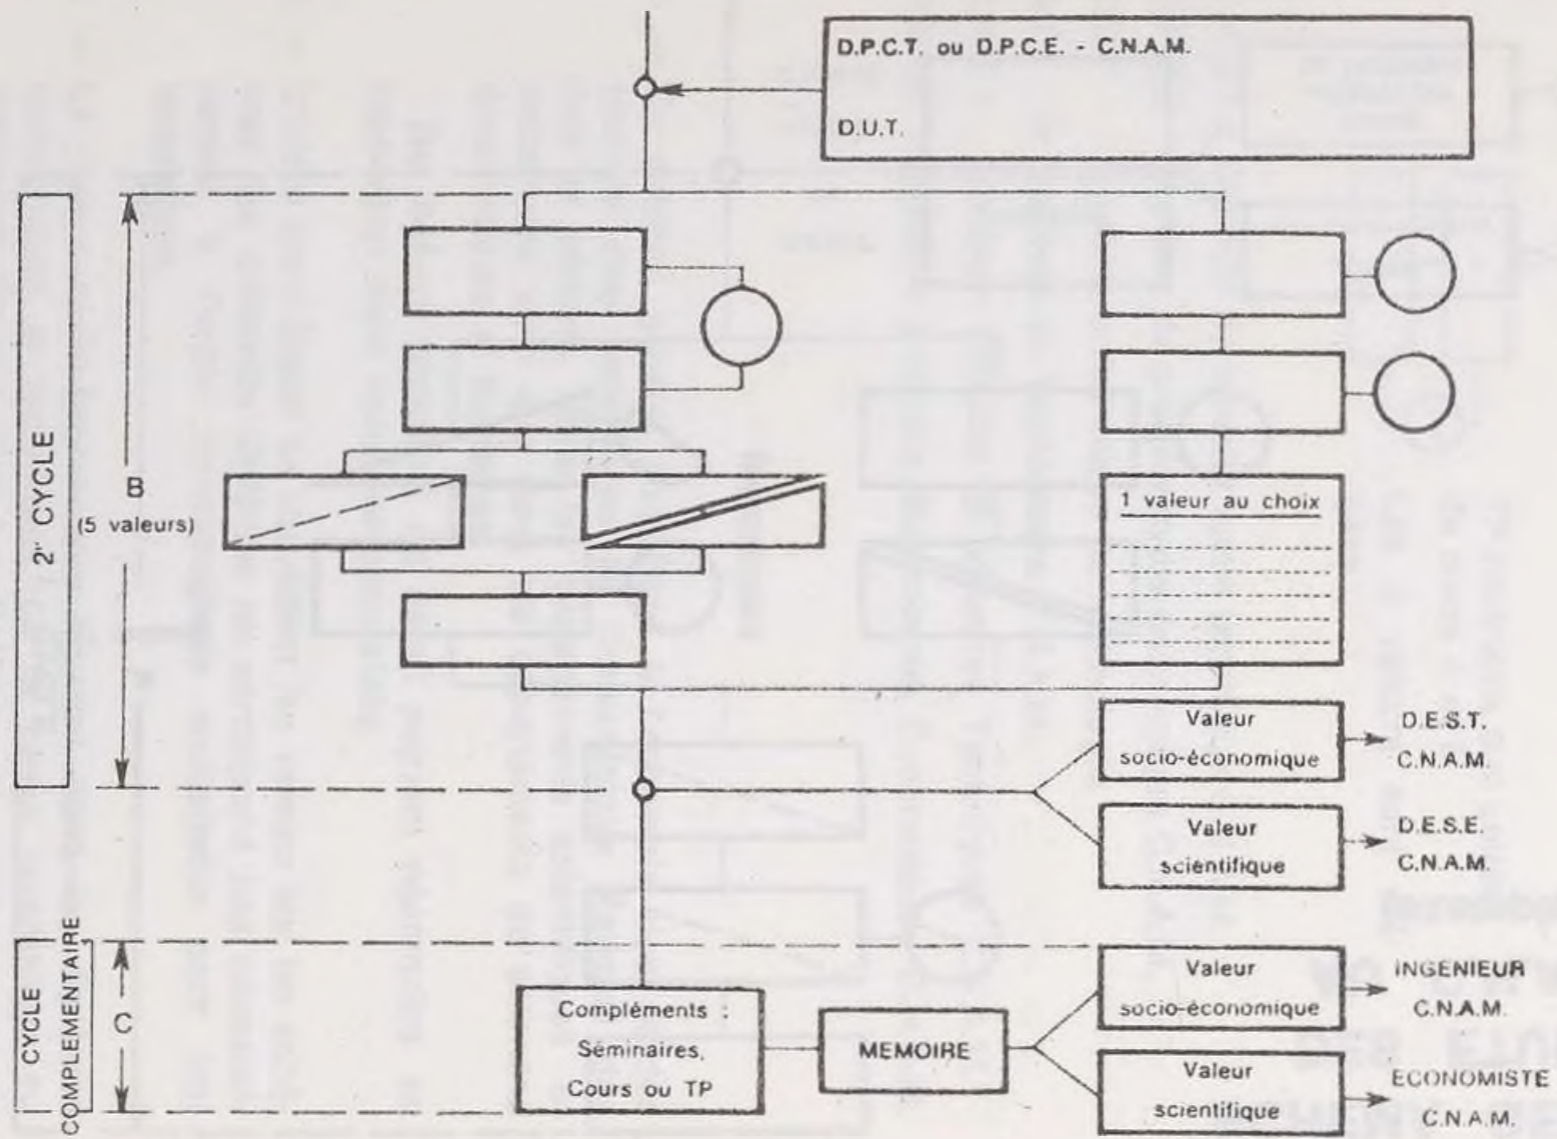 D.P.C.T. ou D.P.C.E. - C.N.A.M.
D.U.T.
2e CYCLE
B
(5 valeurs)
1 valeur au choix
Valeur
socio-économique
D.E.S.T.
C.N.A.M.
Valeur
scientifique
D.E.S.E.
C.N.A.M.
CYCLE
COMPLEMENTAIRE
C
Compléments :
Séminaires,
Cours ou TP
MEMOIRE
Valeur
socio-économique
INGENIEUR
C.N.A.M.
Valeur
scientifique
ECONOMISTE
C.N.A.M.